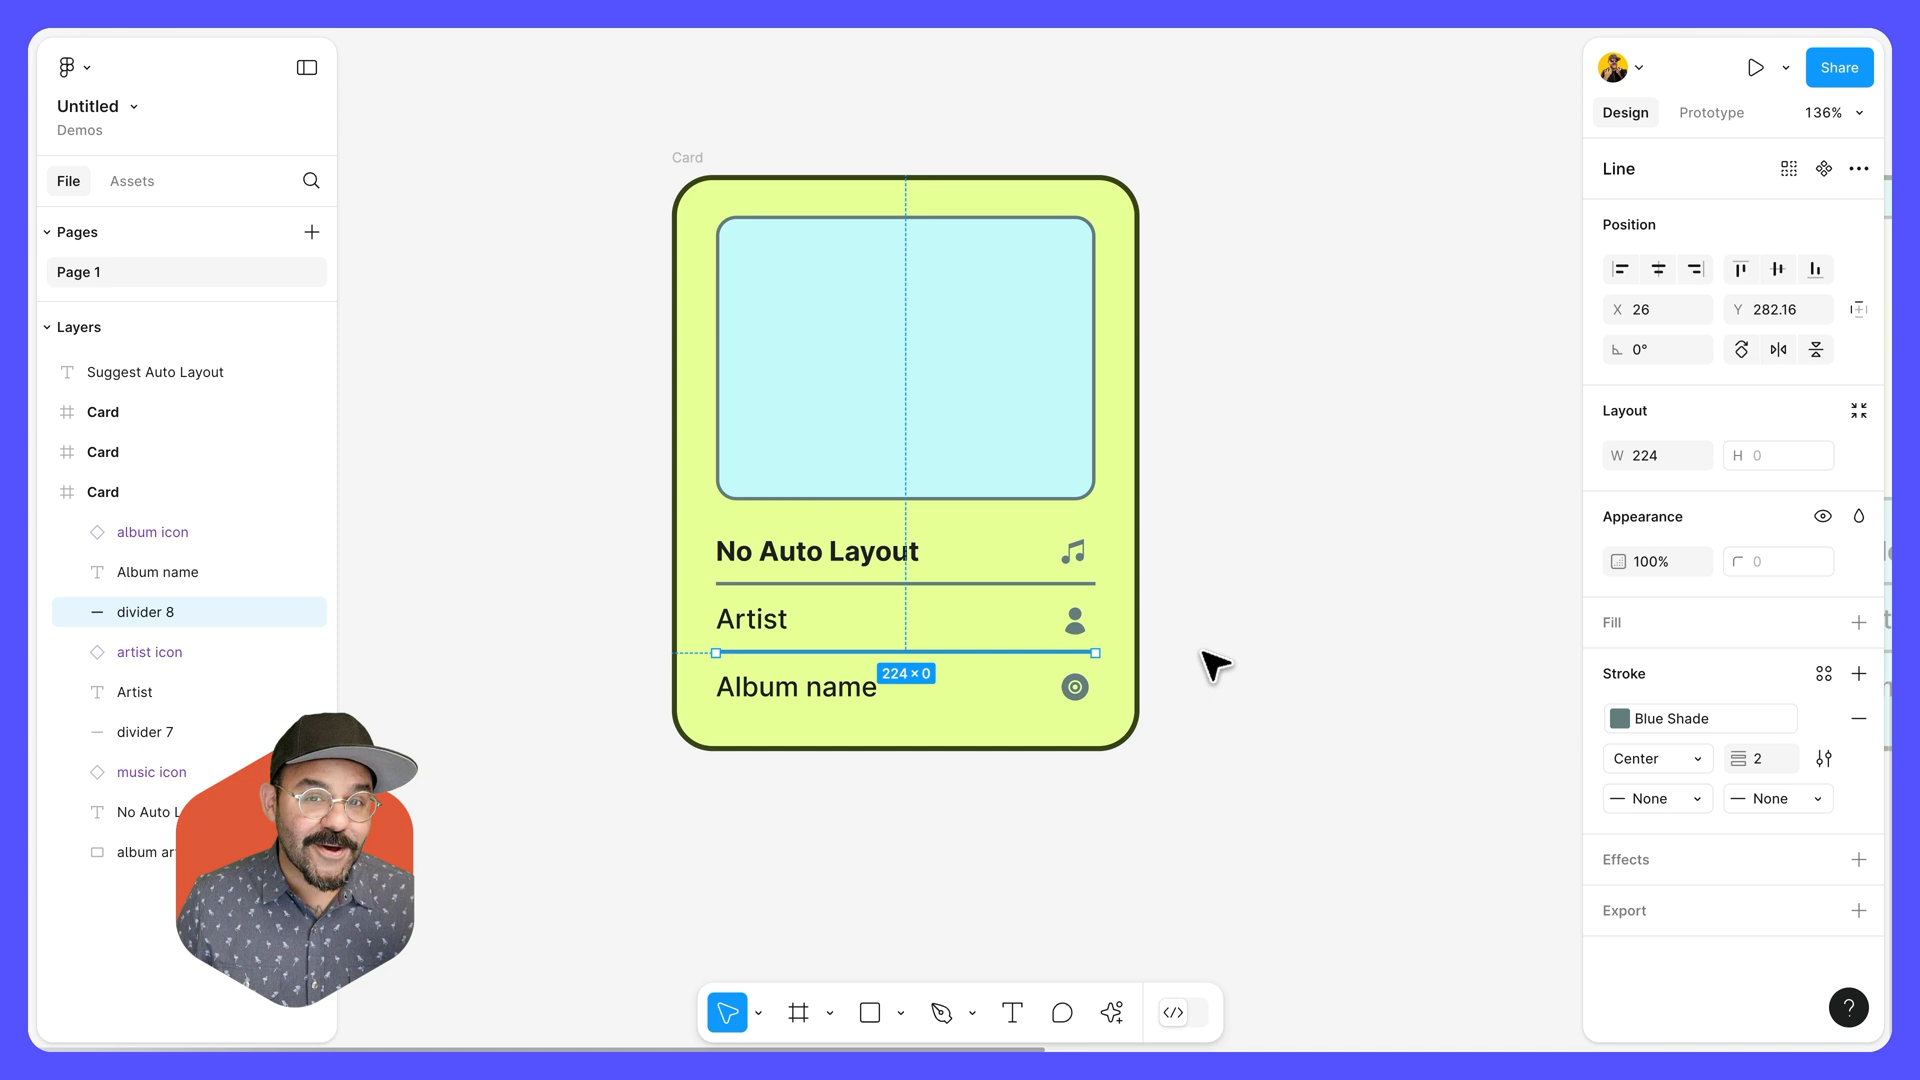 Untitled
Demos
File
Assets
Pages
Page 1
Layers
Suggest Auto Layout
Card
Card
Card
album icon
Album name
divider 8
artist icon
Artist
divider 7
music icon
No Auto L
album ar
Card
No Auto Layout
Artist
224 × 0
Album name
Share
Design
Prototype
136%
Line
Position
X 26
Y 282.16
0°
Layout
W 224
H 0
Appearance
100%
0
Fill
Stroke
Blue Shade
Center
2
None
None
Effects
Export
?